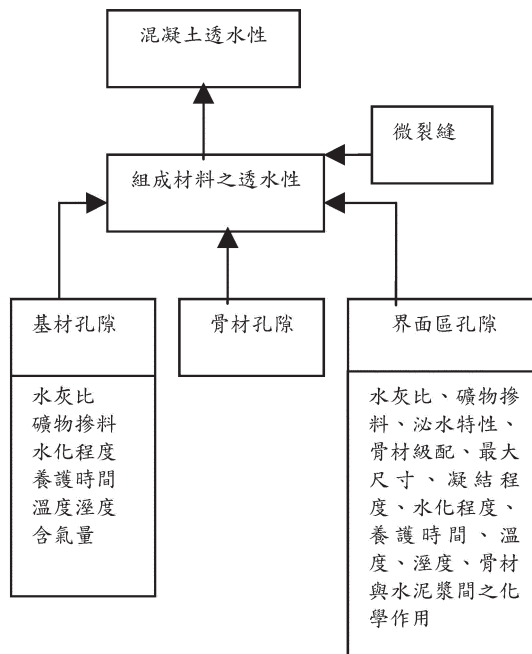 混凝土透水性
微裂縫
組成材料之透水性
基材孔隙
骨材孔隙
界面區孔隙
水灰比
礦物摻料
水化程度
養護時間
溫度溼度
含氣量
水灰比、礦物摻
料、泌水特性、
骨材級配、最大
尺寸、凝結程
度、水化程度、
養護時間、溫
度、溼度、骨材
與水泥漿間之化
學作用